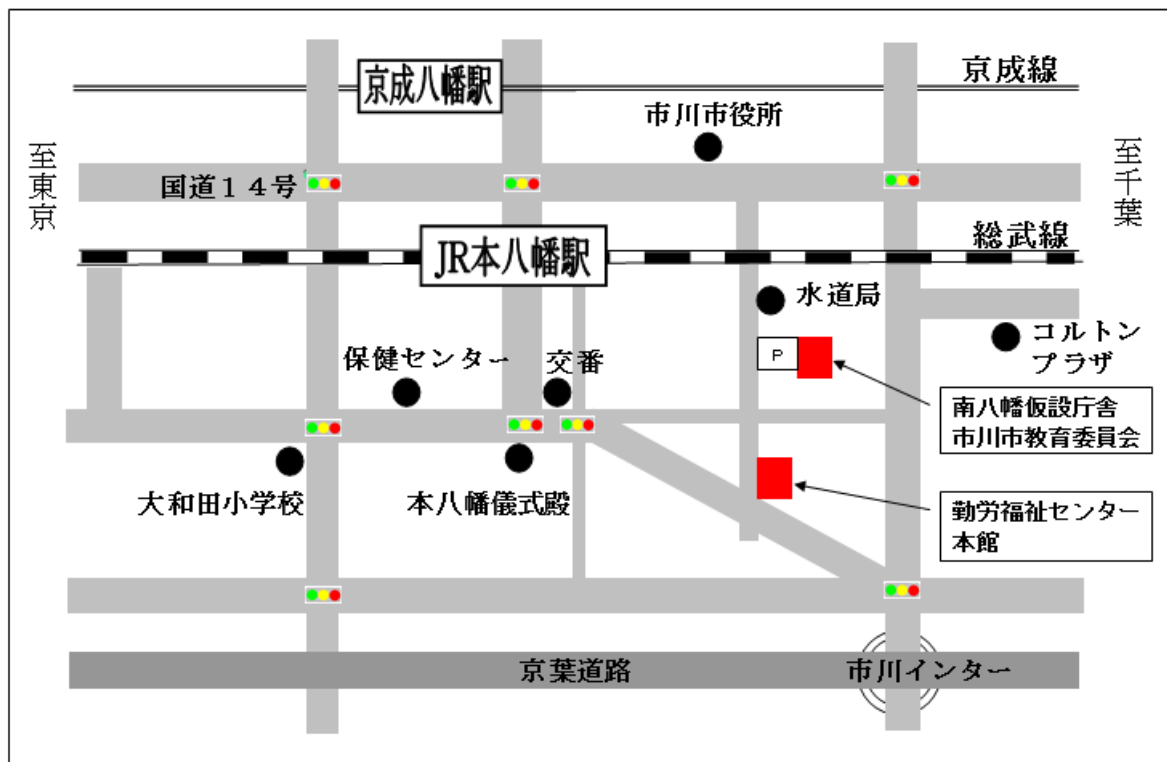 京成線
京成八幡駅
市川市役所
至東京
至千葉
国道１４号
総武線
JR本八幡駅
水道局
コルトン
プラザ
保健センター
交番
P
南八幡仮設庁舎
市川市教育委員会
大和田小学校
本八幡儀式殿
勤労福祉センター
本館
京葉道路
市川インター